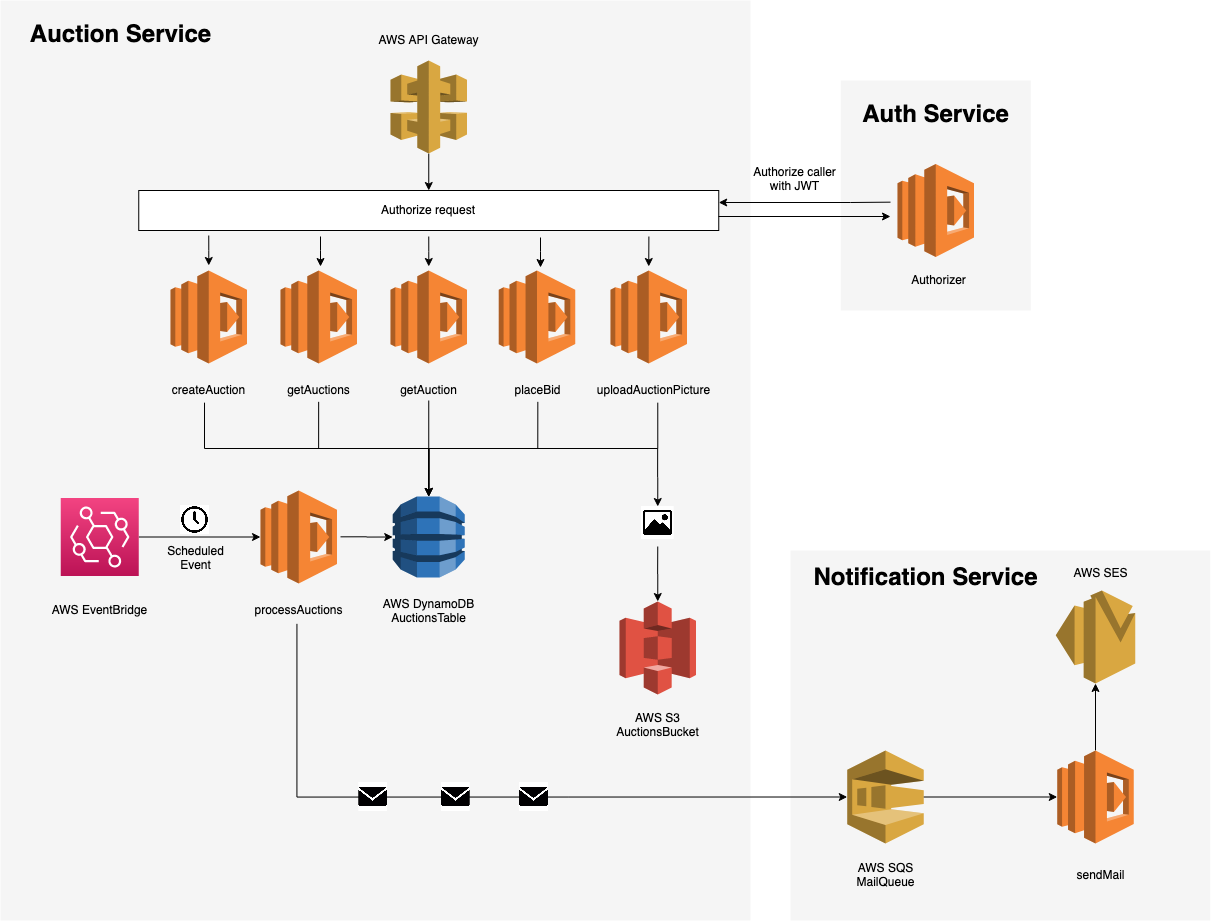 Auction Service
AWS API Gateway
Auth Service
Authorize caller
with JWT
Authorize request
Authorizer
createAuction
getAuctions
getAuction
placeBid
uploadAuctionPicture
Scheduled
Event
AWS EventBridge
processAuctions
AWS DynamoDB
AuctionsTable
AWS S3
AuctionsBucket
Notification Service
AWS SES
AWS SQS
MailQueue
sendMail